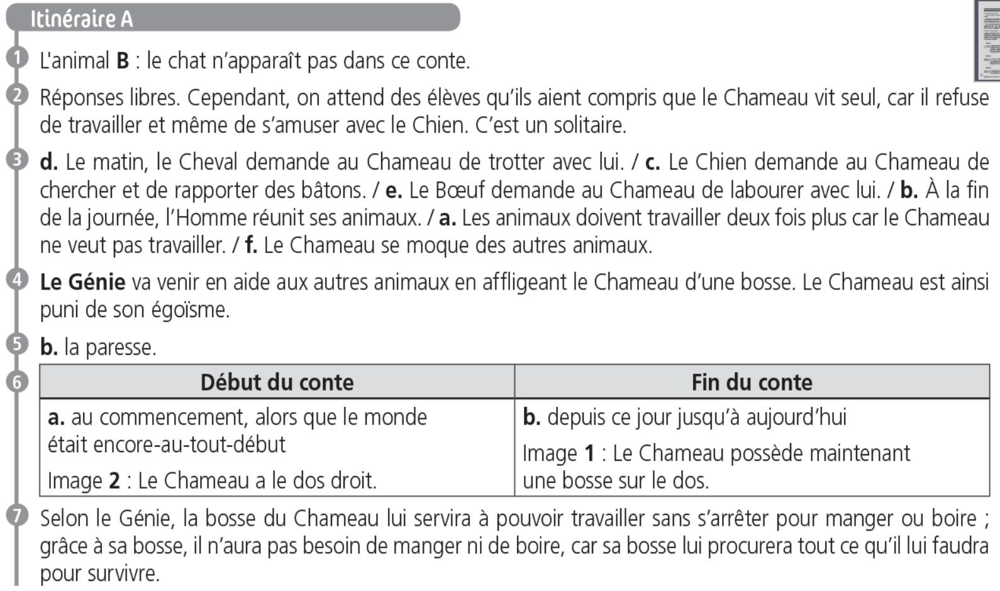 Itinéraire A
1 L'animal B : le chat n’apparaît pas dans ce conte.
2 Réponses libres. Cependant, on attend des élèves qu’ils aient compris que le Chameau vit seul, car il refuse
de travailler et même de s’amuser avec le Chien. C’est un solitaire.
3 d. Le matin, le Cheval demande au Chameau de trotter avec lui. / c. Le Chien demande au Chameau de
chercher et de rapporter des bâtons. / e. Le Bœuf demande au Chameau de labourer avec lui. / b. À la fin
de la journée, l’Homme réunit ses animaux. / a. Les animaux doivent travailler deux fois plus car le Chameau
ne veut pas travailler. / f. Le Chameau se moque des autres animaux.
4 Le Génie va venir en aide aux autres animaux en affligeant le Chameau d’une bosse. Le Chameau est ainsi
puni de son égoïsme.
5 b. la paresse.
6 Début du conte
a. au commencement, alors que le monde
était encore-au-tout-début
Image 2 : Le Chameau a le dos droit.
Fin du conte
b. depuis ce jour jusqu’à aujourd’hui
Image 1 : Le Chameau possède maintenant
une bosse sur le dos.
7 Selon le Génie, la bosse du Chameau lui servira à pouvoir travailler sans s’arrêter pour manger ou boire ;
grâce à sa bosse, il n’aura pas besoin de manger ni de boire, car sa bosse lui procurera tout ce qu’il lui faudra
pour survivre.